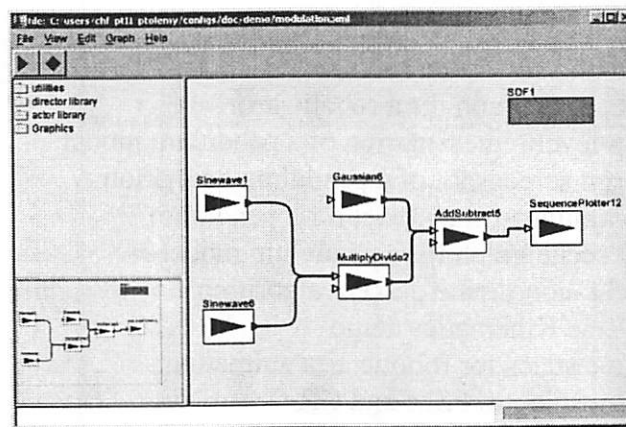 file: C: users/chf ptII ptolemy/configs/doc-demo/modulation.xml
File View Edit Graph Help
utilities
director library
actor library
Graphics
SDF1
Sinewave1
Gaussian6
AddSubtract5
SequencePlotter12
MultiplyDivide2
Sinewave6